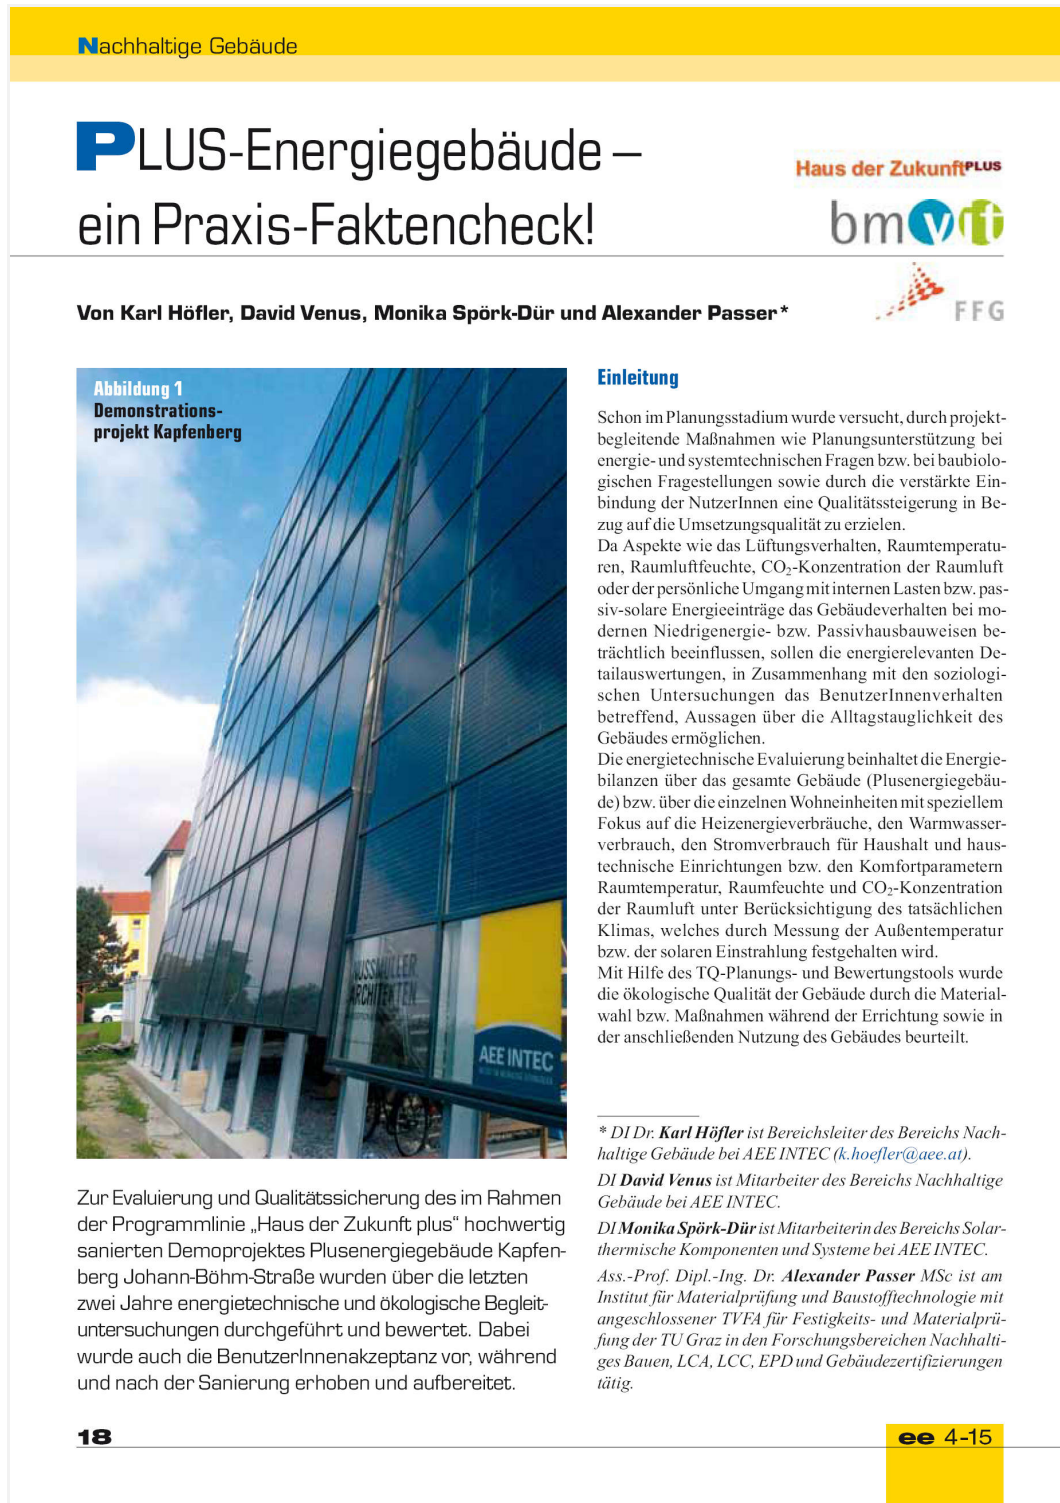 Nachhaltige Gebäude
PLUS-Energiegebäude –
ein Praxis-Faktencheck!
Haus der ZukunftPLUS
bmvit
FFG
Von Karl Höfler, David Venus, Monika Spörk-Dür und Alexander Passer*
Abbildung 1
Demonstrations-
projekt Kapfenberg
NUSSMÜLLER
ARCHITEKTEN
AEE INTEC
Zur Evaluierung und Qualitätssicherung des im Rahmen
der Programmlinie „Haus der Zukunft plus“ hochwertig
sanierten Demoprojektes Plusenergiegebäude Kapfen-
berg Johann-Böhm-Straße wurden über die letzten
zwei Jahre energietechnische und ökologische Begleit-
untersuchungen durchgeführt und bewertet. Dabei
wurde auch die BenutzerInnenakzeptanz vor, während
und nach der Sanierung erhoben und aufbereitet.
Einleitung
Schon im Planungsstadium wurde versucht, durch projekt-
begleitende Maßnahmen wie Planungsunterstützung bei
energie- und systemtechnischen Fragen bzw. bei baubiolo-
gischen Fragestellungen sowie durch die verstärkte Ein-
bindung der NutzerInnen eine Qualitätssteigerung in Be-
zug auf die Umsetzungsqualität zu erzielen.
Da Aspekte wie das Lüftungsverhalten, Raumtemperatu-
ren, Raumluftfeuchte, CO₂-Konzentration der Raumluft
oder der persönliche Umgang mit internen Lasten bzw. pas-
siv-solare Energieeinträge das Gebäudeverhalten bei mo-
dernen Niedrigenergie- bzw. Passivhausbauweisen be-
trächtlich beeinflussen, sollen die energierelevanten De-
tailauswertungen, in Zusammenhang mit den soziologi-
schen Untersuchungen das BenutzerInnenverhalten
betreffend, Aussagen über die Alltagstauglichkeit des
Gebäudes ermöglichen.
Die energietechnische Evaluierung beinhaltet die Energie-
bilanzen über das gesamte Gebäude (Plusenergiegebäu-
de) bzw. über die einzelnen Wohneinheiten mit speziellem
Fokus auf die Heizenergieverbräuche, den Warmwasser-
verbrauch, den Stromverbrauch für Haushalt und haus-
technische Einrichtungen bzw. den Komfortparametern
Raumtemperatur, Raumfeuchte und CO₂-Konzentration
der Raumluft unter Berücksichtigung des tatsächlichen
Klimas, welches durch Messung der Außentemperatur
bzw. der solaren Einstrahlung festgehalten wird.
Mit Hilfe des TQ-Planungs- und Bewertungstools wurde
die ökologische Qualität der Gebäude durch die Material-
wahl bzw. Maßnahmen während der Errichtung sowie in
der anschließenden Nutzung des Gebäudes beurteilt.
* DI Dr. Karl Höfler ist Bereichsleiter des Bereichs Nach-
haltige Gebäude bei AEE INTEC (k.hoefler@aee.at).
DI David Venus ist Mitarbeiter des Bereichs Nachhaltige
Gebäude bei AEE INTEC.
DI Monika Spörk-Dür ist Mitarbeiterin des Bereichs Solar-
thermische Komponenten und Systeme bei AEE INTEC.
Ass.-Prof. Dipl.-Ing. Dr. Alexander Passer MSc ist am
Institut für Materialprüfung und Baustofftechnologie mit
angeschlossener TVFA für Festigkeits- und Materialprü-
fung der TU Graz in den Forschungsbereichen Nachhalti-
ges Bauen, LCA, LCC, EPD und Gebäudezertifizierungen
tätig.
18
ee 4-15